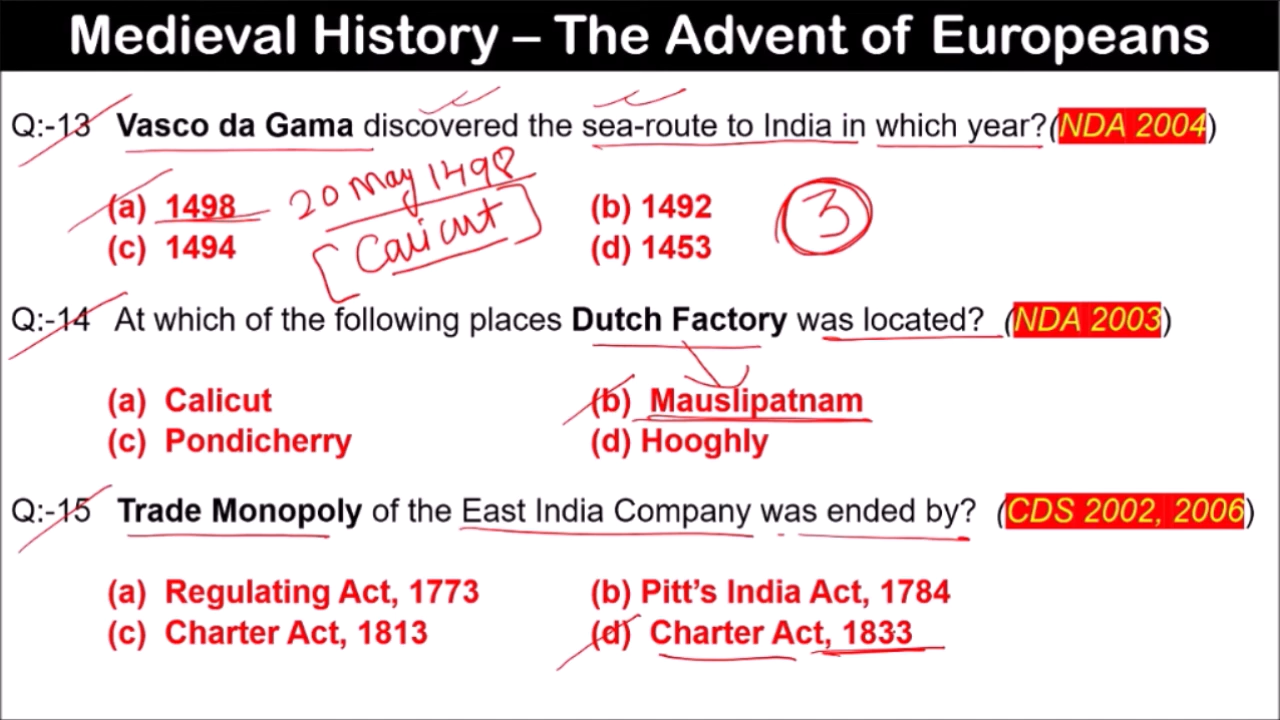 Medieval History – The Advent of Europeans
Q:-13 Vasco da Gama discovered the sea-route to India in which year?(NDA 2004)
(a) 1498 20 May 1498 (b) 1492 3
(c) 1494 [Calicut] (d) 1453
Q:-14 At which of the following places Dutch Factory was located? (NDA 2003)
(a) Calicut (b) Mauslipatnam
(c) Pondicherry (d) Hooghly
Q:-15 Trade Monopoly of the East India Company was ended by? (CDS 2002, 2006)
(a) Regulating Act, 1773 (b) Pitt's India Act, 1784
(c) Charter Act, 1813 (d) Charter Act, 1833